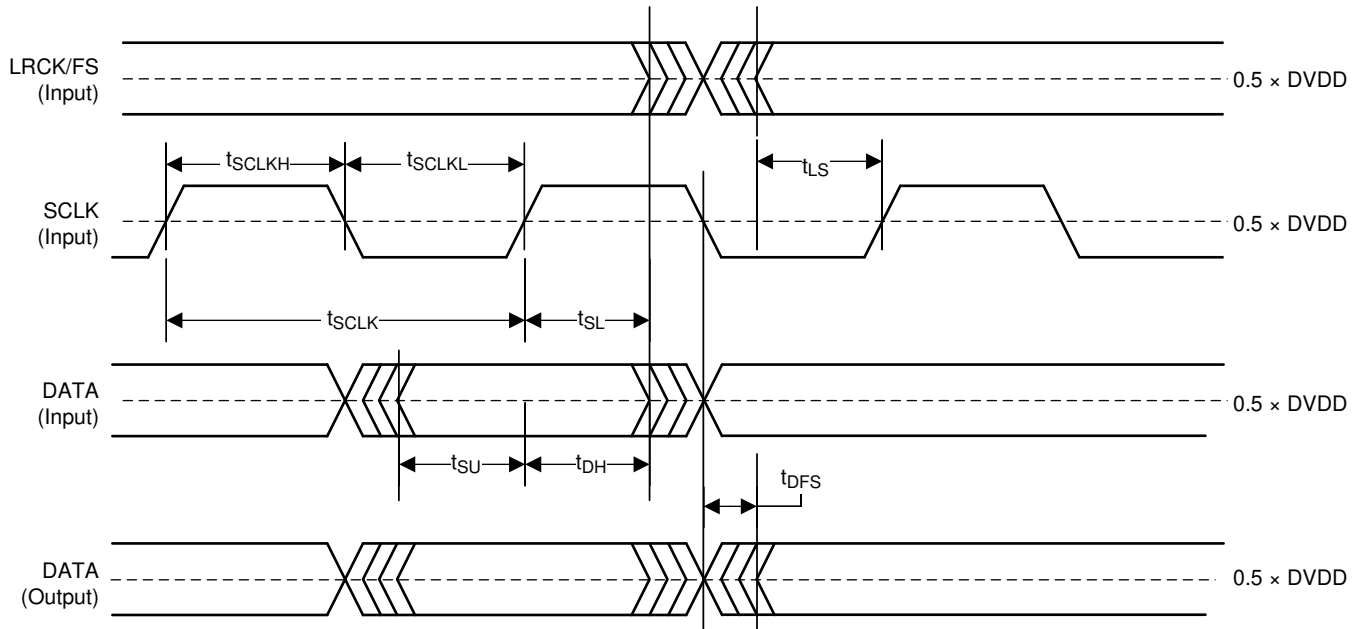 LRCK/FS
(Input)
0.5 × DVDD
tSCLKH
tSCLKL
tLS
SCLK
(Input)
0.5 × DVDD
tSCLK
tSL
DATA
(Input)
0.5 × DVDD
tSU
tDH
tDFS
DATA
(Output)
0.5 × DVDD